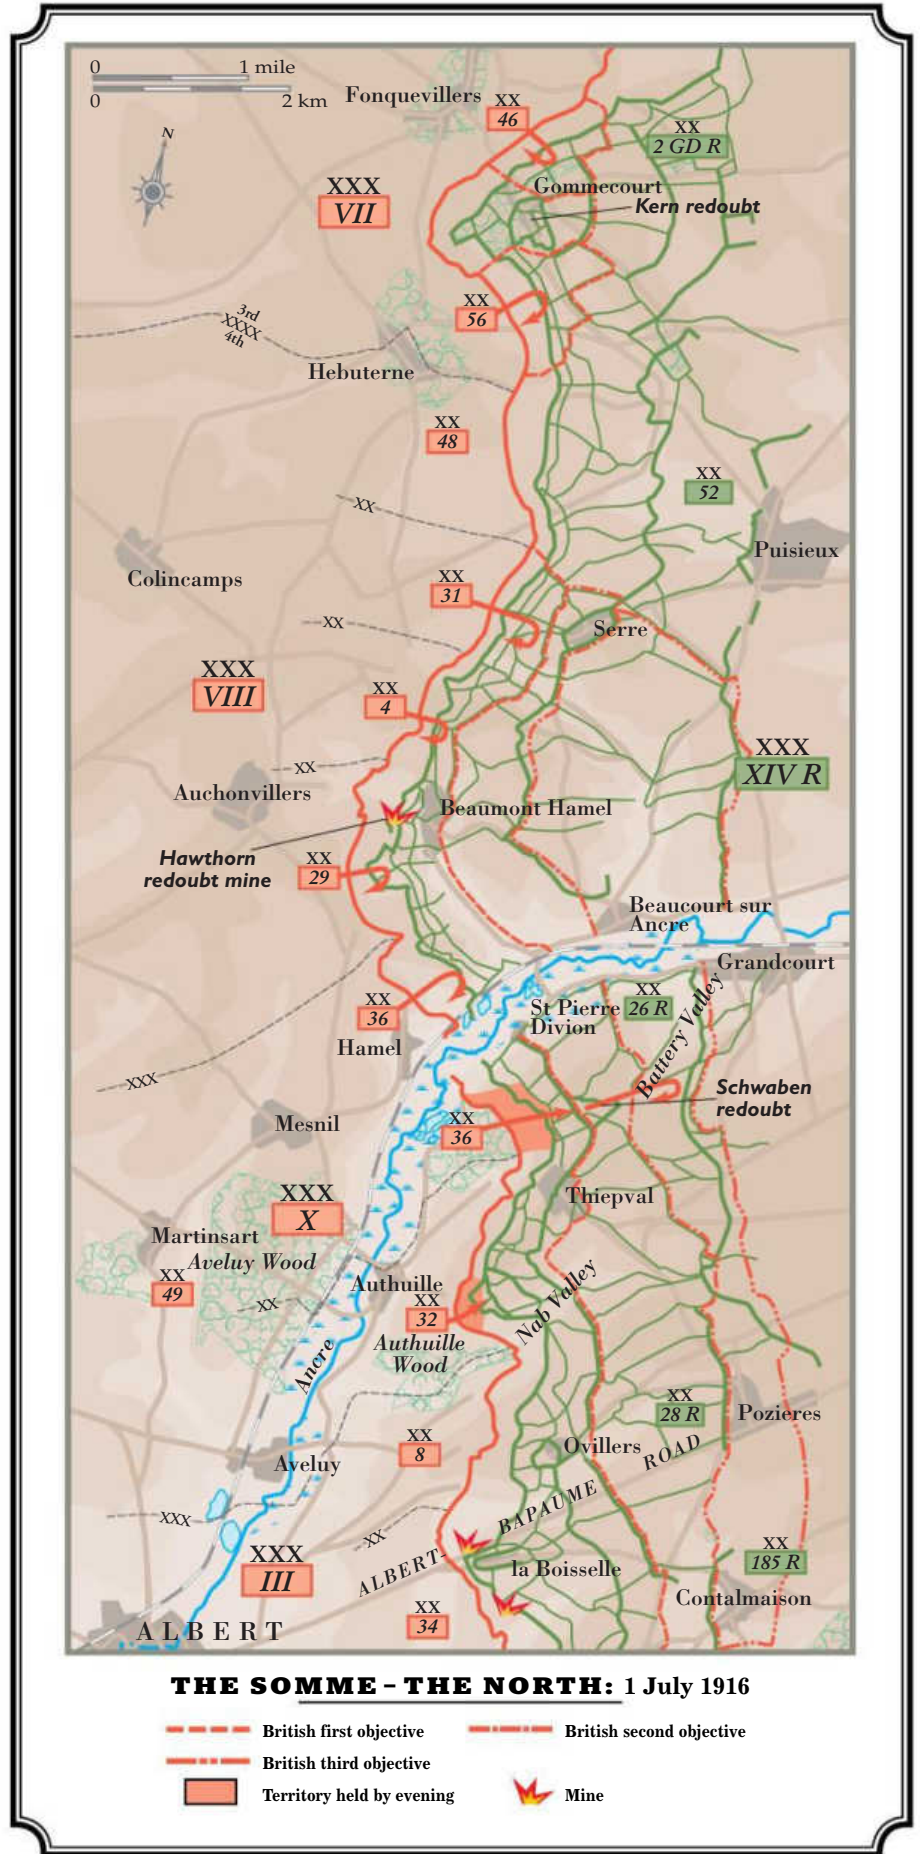 0 1 mile
0 2 km
N
Fonquevillers
XX
46
XX
2 GD R
XXX
VII
Gommecourt
Kern redoubt
XX
56
3rd
XXXX
4th
Hebuterne
XX
48
XX
52
XX
Puisieux
Colincamps
XX
31
XX
Serre
XXX
VIII
XX
4
XXX
XIV R
XX
Auchonvillers
Beaumont Hamel
Hawthorn
redoubt mine
XX
29
Beaucourt sur
Ancre
Grandcourt
XX
36
St Pierre
Divion
XX
26 R
Battery Valley
Hamel
XXX
Schwaben
redoubt
Mesnil
XX
36
XXX
X
Thiepval
Martinsart
Aveluy Wood
XX
49
XX
Authuille
XX
32
Nab Valley
Authuille
Wood
Ancre
XX
28 R
Pozieres
XX
8
Ovillers
Aveluy
ALBERT-BAPAUME ROAD
XXX
XX
XXX
III
la Boisselle
XX
185 R
Contalmaison
XX
34
ALBERT
THE SOMME – THE NORTH: 1 July 1916
British first objective
British second objective
British third objective
Territory held by evening
Mine